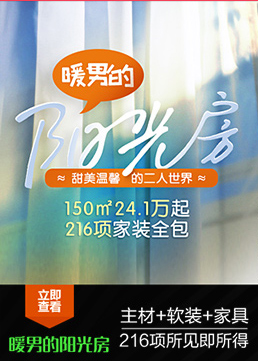 暖男的
阳光房
≈ 甜美温馨 的二人世界 ≈
150㎡24.1万起
216项家装全包
立即
查看
暖男的阳光房
主材+软装+家具
216项所见即所得